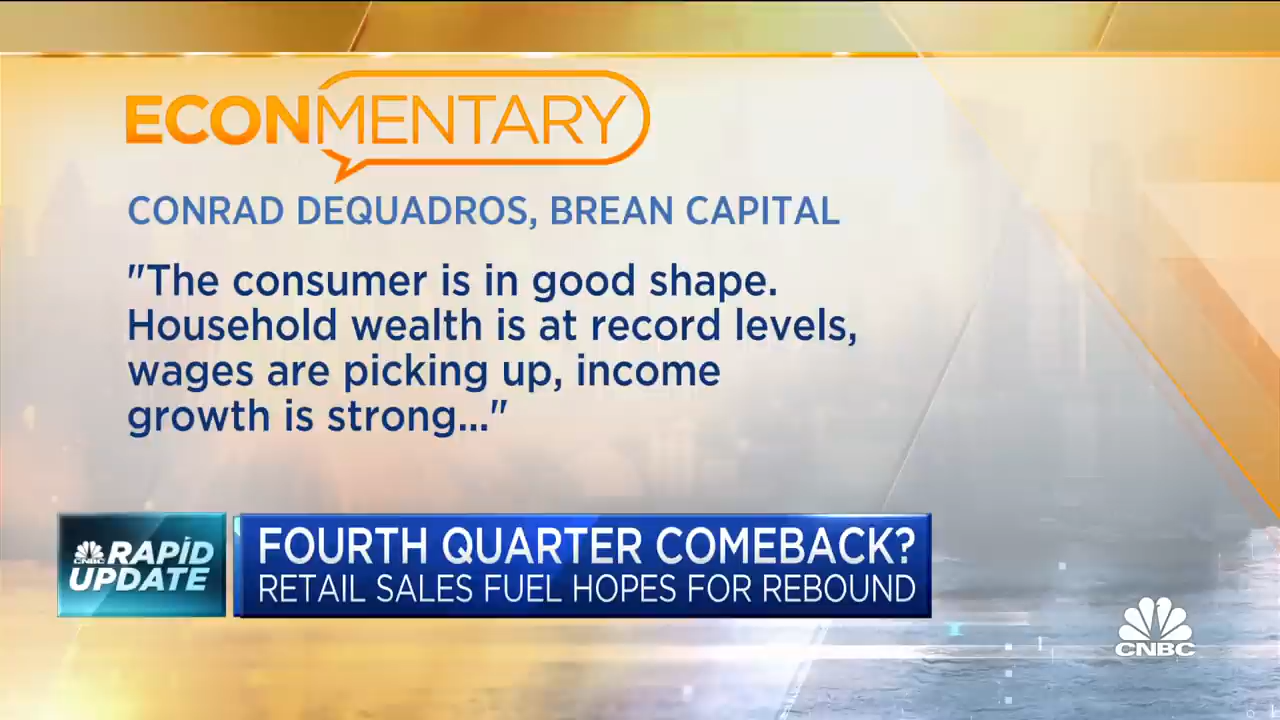 ECONMENTARY
CONRAD DEQUADROS, BREAN CAPITAL
"The consumer is in good shape.
Household wealth is at record levels,
wages are picking up, income
growth is strong..."
CNBC RAPID
UPDATE
FOURTH QUARTER COMEBACK?
RETAIL SALES FUEL HOPES FOR REBOUND
CNBC